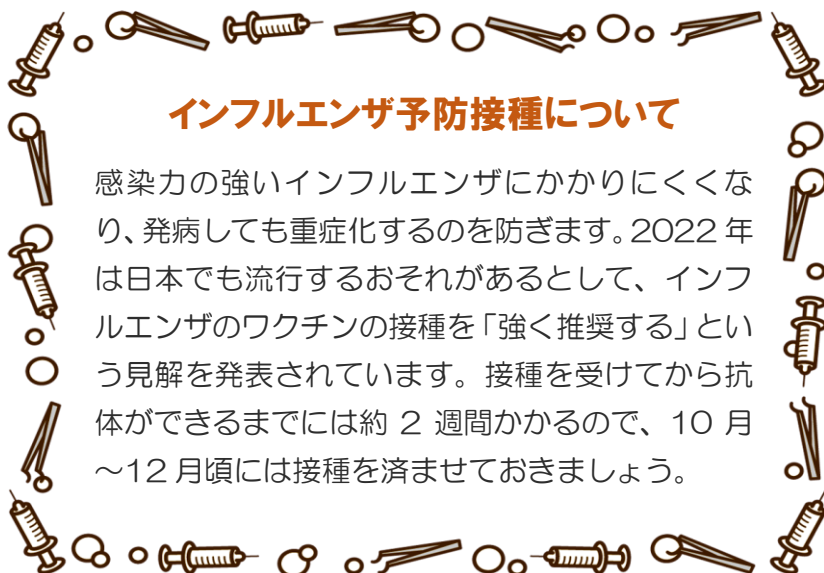 インフルエンザ予防接種について
感染力の強いインフルエンザにかかりにくくな
り、発病しても重症化するのを防ぎます。2022 年
は日本でも流行するおそれがあるとして、インフ
ルエンザのワクチンの接種を「強く推奨する」とい
う見解を発表されています。接種を受けてから抗
体ができるまでには約 2 週間かかるので、10 月
～12 月頃には接種を済ませておきましょう。